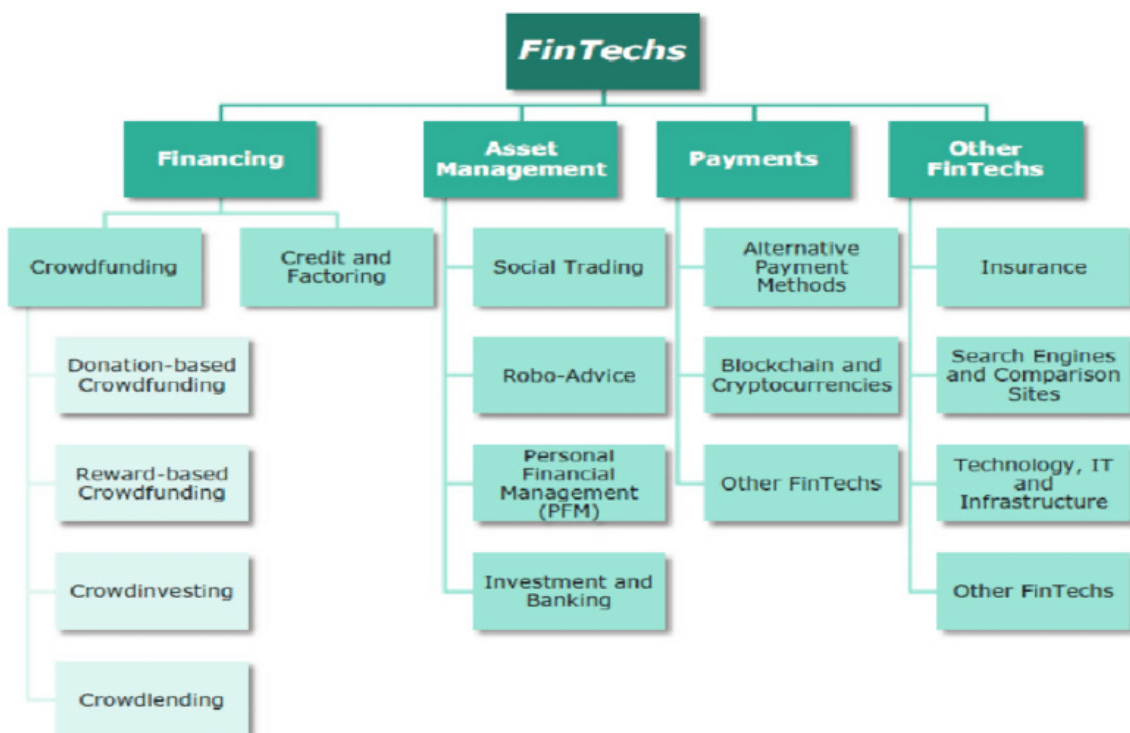 FinTechs
Financing
Asset
Management
Payments
Other
FinTechs
Crowdfunding
Credit and
Factoring
Social Trading
Alternative
Payment
Methods
Insurance
Donation-based
Crowdfunding
Robo-Advice
Blockchain and
Cryptocurrencies
Search Engines
and Comparison
Sites
Reward-based
Crowdfunding
Personal
Financial
Management
(PFM)
Other FinTechs
Technology, IT
and
Infrastructure
Crowdinvesting
Investment and
Banking
Other FinTechs
Crowdlending